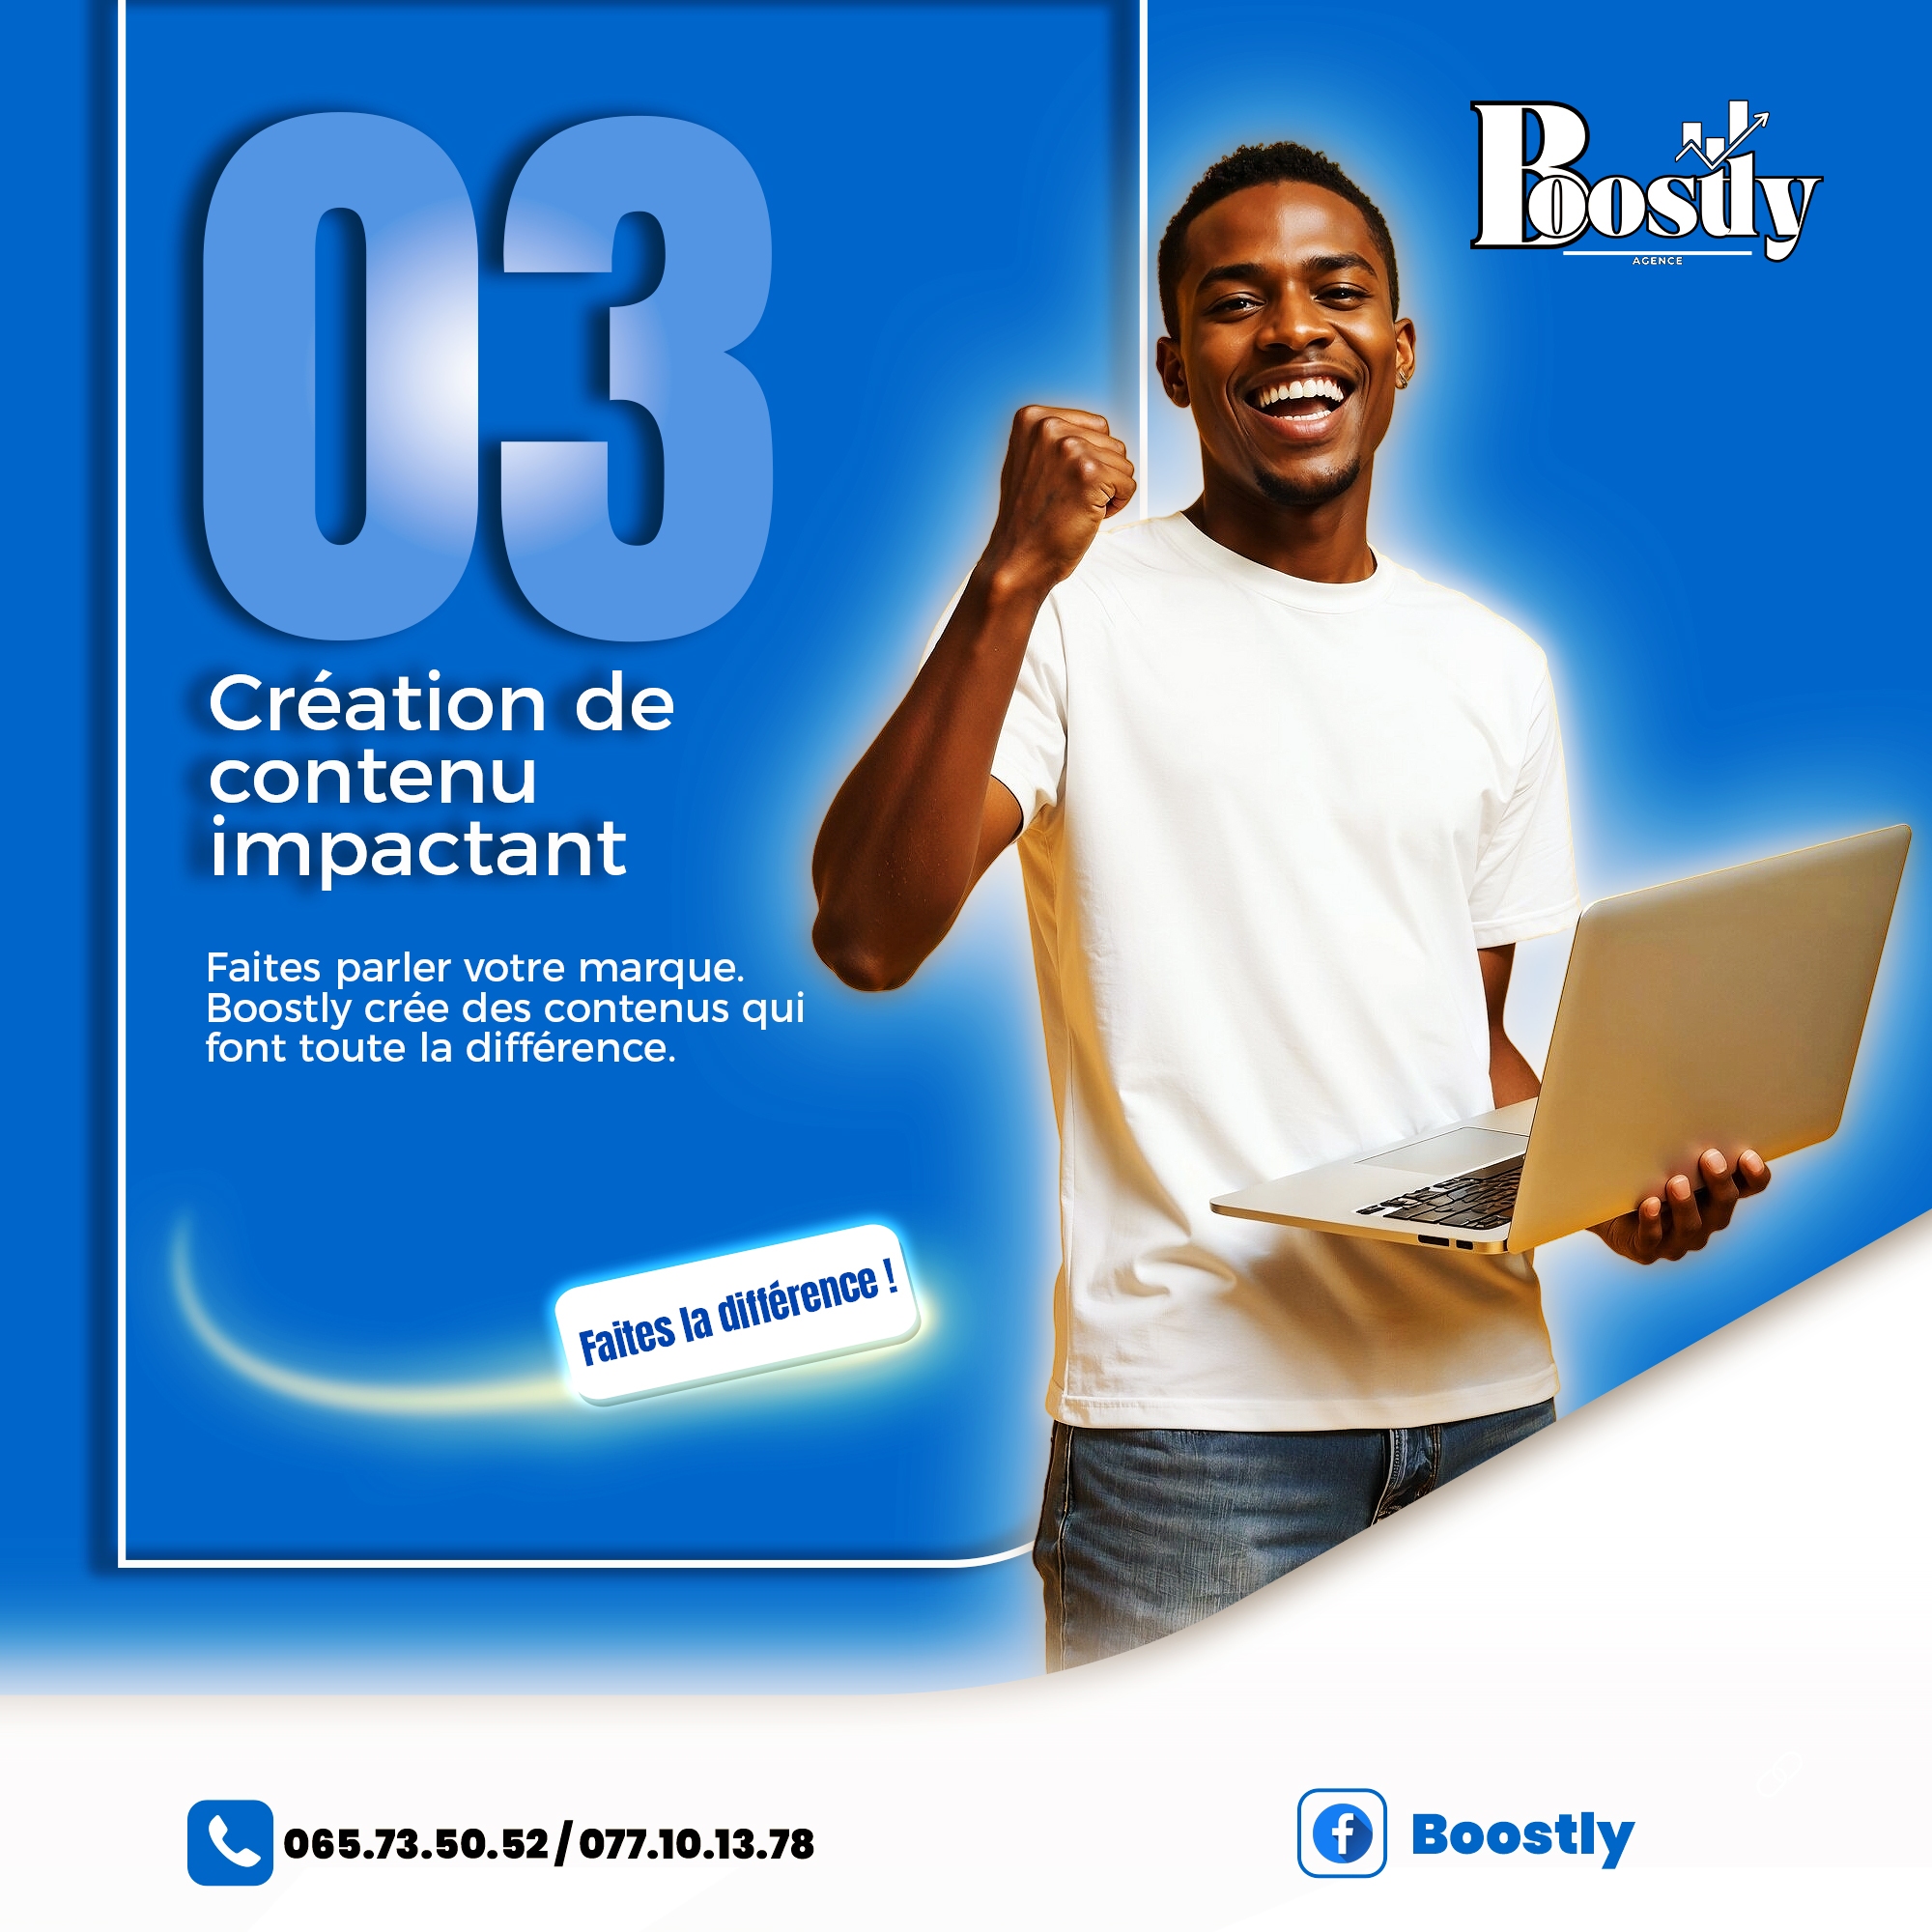 03
Boostly
AGENCE
Création de
contenu
impactant
Faites parler votre marque.
Boostly crée des contenus qui
font toute la différence.
Faites la différence !
065.73.50.52 / 077.10.13.78
Boostly